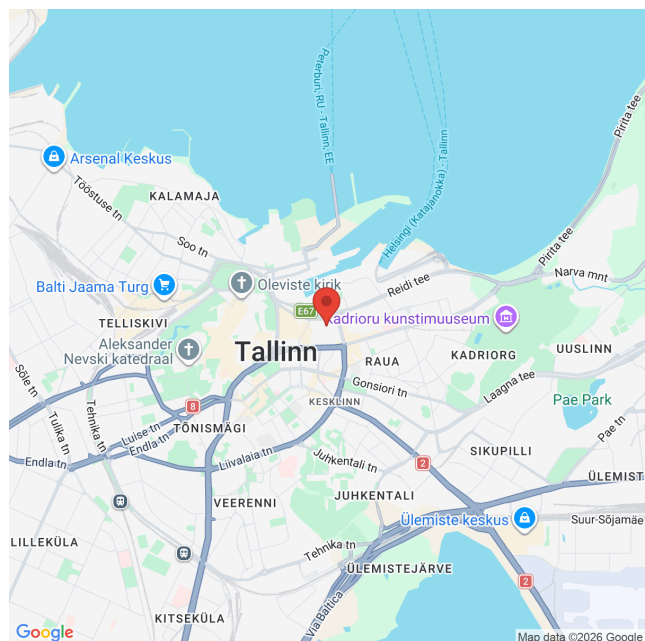 Peterburi, RU - Tallinn, EE
Helsingi (Katajanokka) - Tallinn
Pirita tee
Arsenal Keskus
Tööstuse tn
KALAMAJA
Soo tn
Pirita tee
Narva mnt
Balti Jaama Turg
Oleviste kirik
Reidi tee
E67
Kadrioru kunstimuuseum
TELLISKIVI
Aleksander
Nevski katedraal
Tallinn
RAUA
KADRIORG
UUSLINN
Sõle tn
Tulika tn
Tehnika tn
Gonsiori tn
Laagna tee
Pae Park
8
KESKLINN
Luise tn
TÕNISMÄGI
Endla tn
Endla tn
Liivalaia tn
Juhkentali tn
2
SIKUPILLI
Pae tn
ÜLEMIST
VEERENNI
JUHKENTALI
Ülemiste keskus
Suur-Sõjamäe
LILLEKÜLA
Tehnika tn
ÜLEMISTEJÄRVE
2
KITSEKÜLA
Via Baltica
Google
Map data ©2026 Google